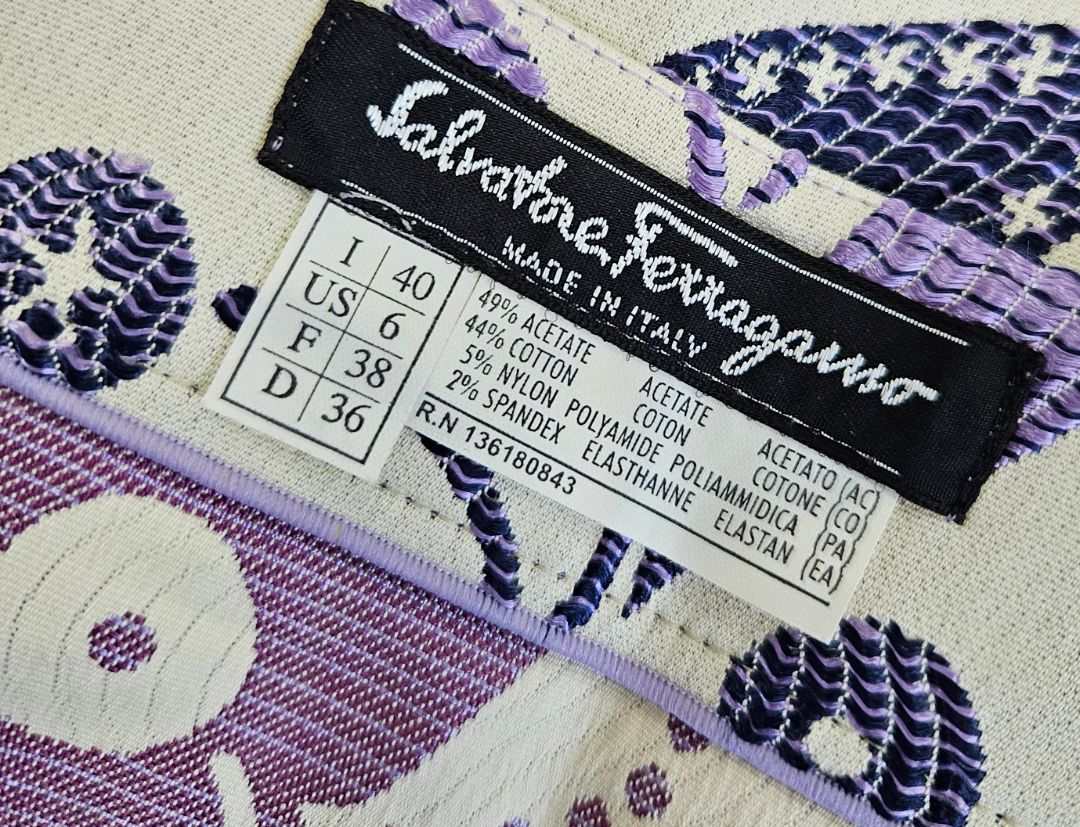 Salvatore Ferragamo
MADE IN ITALY
I 40
US 6
F 38
D 36
49% ACETATE ACETATE ACETATO (AC)
44% COTTON COTON COTONE (CO)
5% NYLON POLYAMIDE POLIAMMIDICA (PA)
2% SPANDEX ELASTHANNE ELASTAN (EA)
R.N 136180843